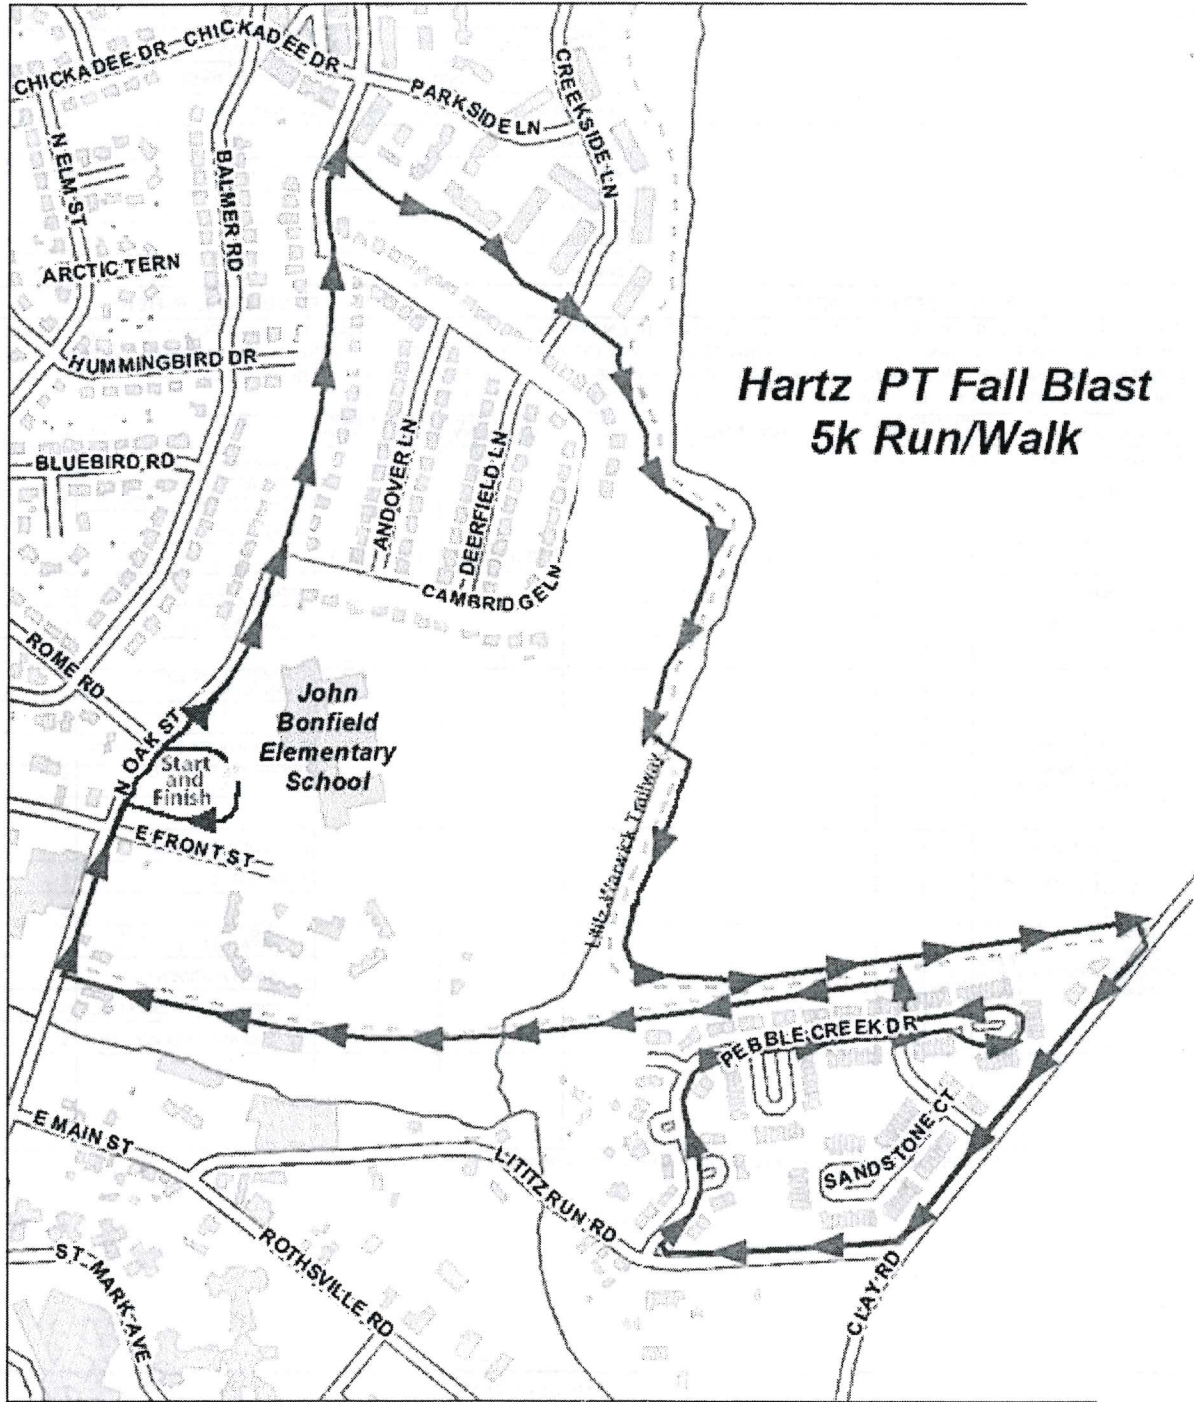 CHICKADEE DR
CHICKADEE DR
PARKSIDE LN
CREEKSIDE LN
N ELM ST
BALMER RD
ARCTIC TERN
HUMMINGBIRD DR
Hartz PT Fall Blast
5k Run/Walk
BLUEBIRD RD
ANDOVER LN
DEERFIELD LN
CAMBRIDGE LN
ROME RD
N OAK ST
John
Bonfield
Elementary
School
Start
and
Finish
E FRONT ST
Lititz Warwick Trailway
PEBBLE CREEK DR
SANDSTONE CT
E MAIN ST
LITITZ RUN RD
ROTHSVILLE RD
ST MARK AVE
CLAY RD